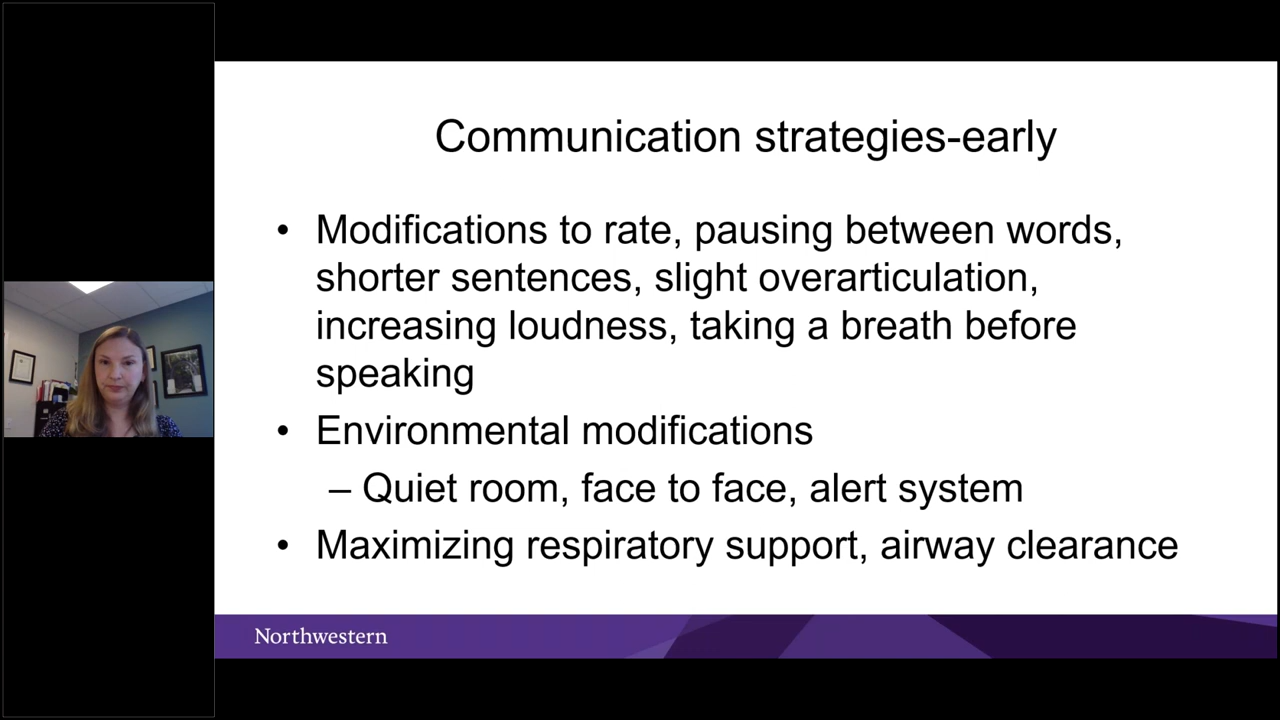 Communication strategies-early
• Modifications to rate, pausing between words,
shorter sentences, slight overarticulation,
increasing loudness, taking a breath before
speaking
• Environmental modifications
– Quiet room, face to face, alert system
• Maximizing respiratory support, airway clearance
Northwestern